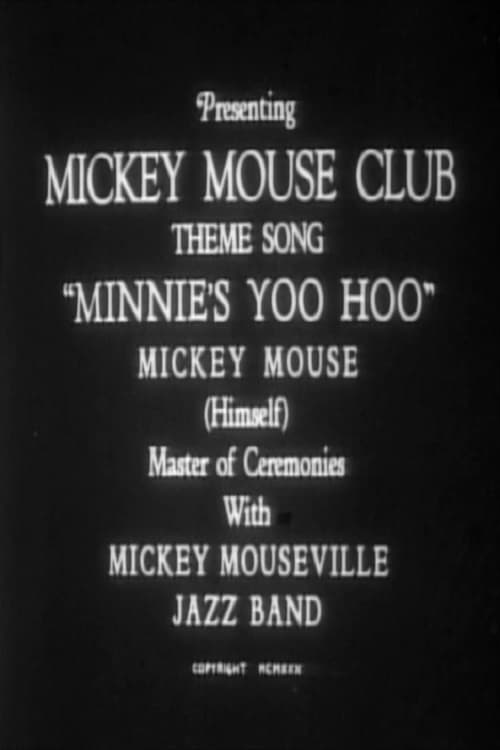 Presenting
MICKEY MOUSE CLUB
THEME SONG
“MINNIE'S YOO HOO”
MICKEY MOUSE
(Himself)
Master of Ceremonies
With
MICKEY MOUSEVILLE
JAZZ BAND
COPYRIGHT MCMXXX